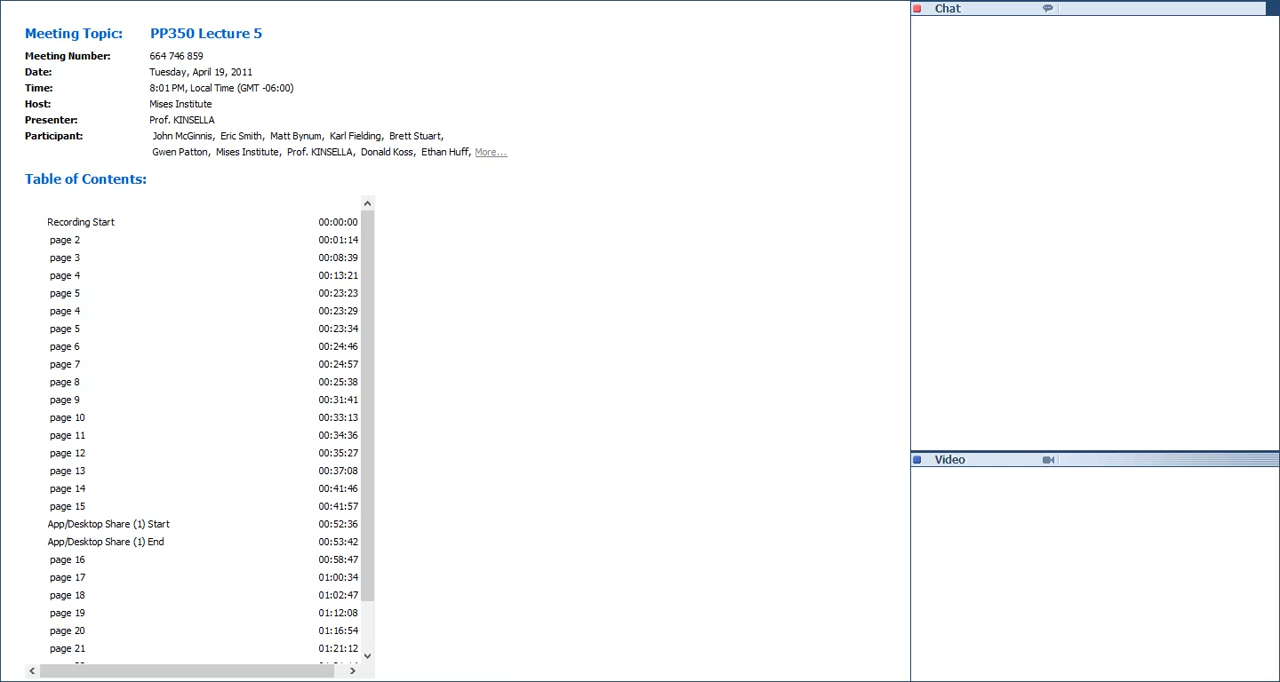 Meeting Topic: PP350 Lecture 5
Meeting Number: 664 746 859
Date: Tuesday, April 19, 2011
Time: 8:01 PM, Local Time (GMT -06:00)
Host: Mises Institute
Presenter: Prof. KINSELLA
Participant: John McGinnis, Eric Smith, Matt Bynum, Karl Fielding, Brett Stuart,
Gwen Patton, Mises Institute, Prof. KINSELLA, Donald Koss, Ethan Huff, More...
Table of Contents:
Recording Start 00:00:00
page 2 00:01:14
page 3 00:08:39
page 4 00:13:21
page 5 00:23:23
page 4 00:23:29
page 5 00:23:34
page 6 00:24:46
page 7 00:24:57
page 8 00:25:38
page 9 00:31:41
page 10 00:33:13
page 11 00:34:36
page 12 00:35:27
page 13 00:37:08
page 14 00:41:46
page 15 00:41:57
App/Desktop Share (1) Start 00:52:36
App/Desktop Share (1) End 00:53:42
page 16 00:58:47
page 17 01:00:34
page 18 01:02:47
page 19 01:12:08
page 20 01:16:54
page 21 01:21:12
Chat
Video